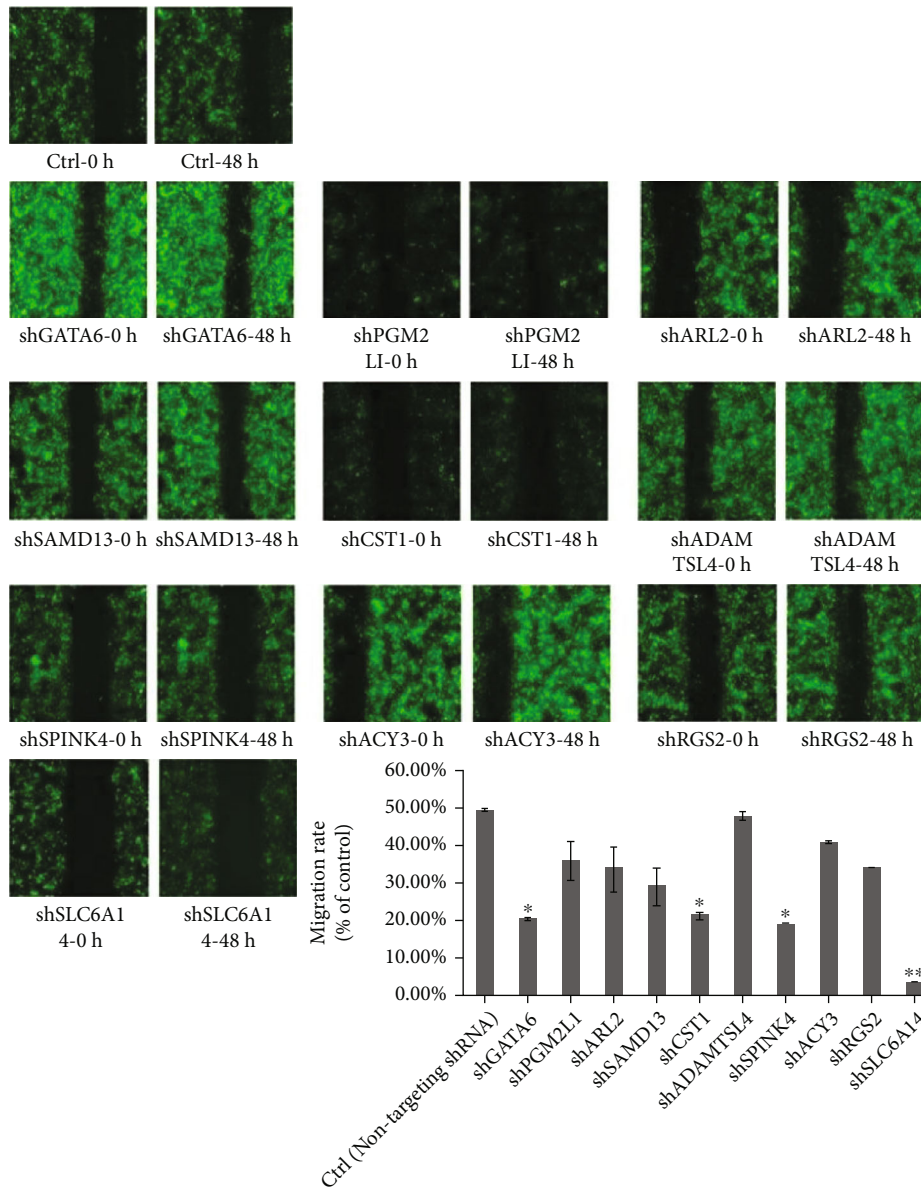 Ctrl-0 h
Ctrl-48 h
shGATA6-0 h
shGATA6-48 h
shPGM2
LI-0 h
shPGM2
LI-48 h
shARL2-0 h
shARL2-48 h
shSAMD13-0 h
shSAMD13-48 h
shCST1-0 h
shCST1-48 h
shADAM
TSL4-0 h
shADAM
TSL4-48 h
shSPINK4-0 h
shSPINK4-48 h
shACY3-0 h
shACY3-48 h
shRGS2-0 h
shRGS2-48 h
shSLC6A1
4-0 h
shSLC6A1
4-48 h
Migration rate
(% of control)
60.00%
50.00%
40.00%
30.00%
20.00%
10.00%
0.00%
*
*
*
**
Ctrl (Non-targeting shRNA)
shGATA6
shPGM2L1
shARL2
shSAMD13
shCST1
shADAMTSL4
shSPINK4
shACY3
shRGS2
shSLC6A14